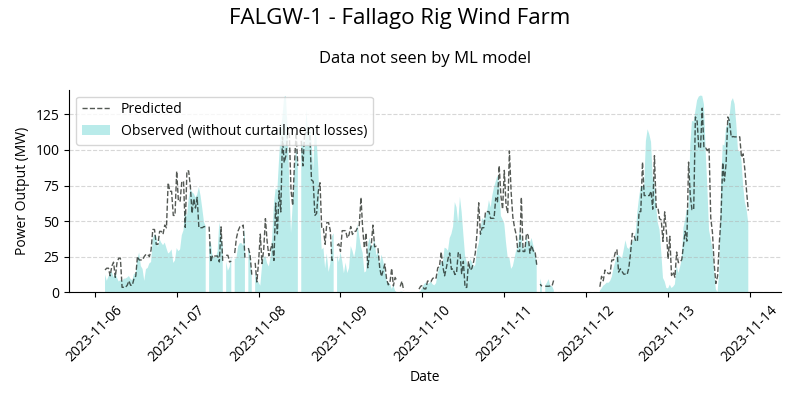 FALGW-1 - Fallago Rig Wind Farm
Data not seen by ML model
Predicted
Observed (without curtailment losses)
Power Output (MW)
125
100
75
50
25
0
2023-11-06
2023-11-07
2023-11-08
2023-11-09
2023-11-10
2023-11-11
2023-11-12
2023-11-13
2023-11-14
Date